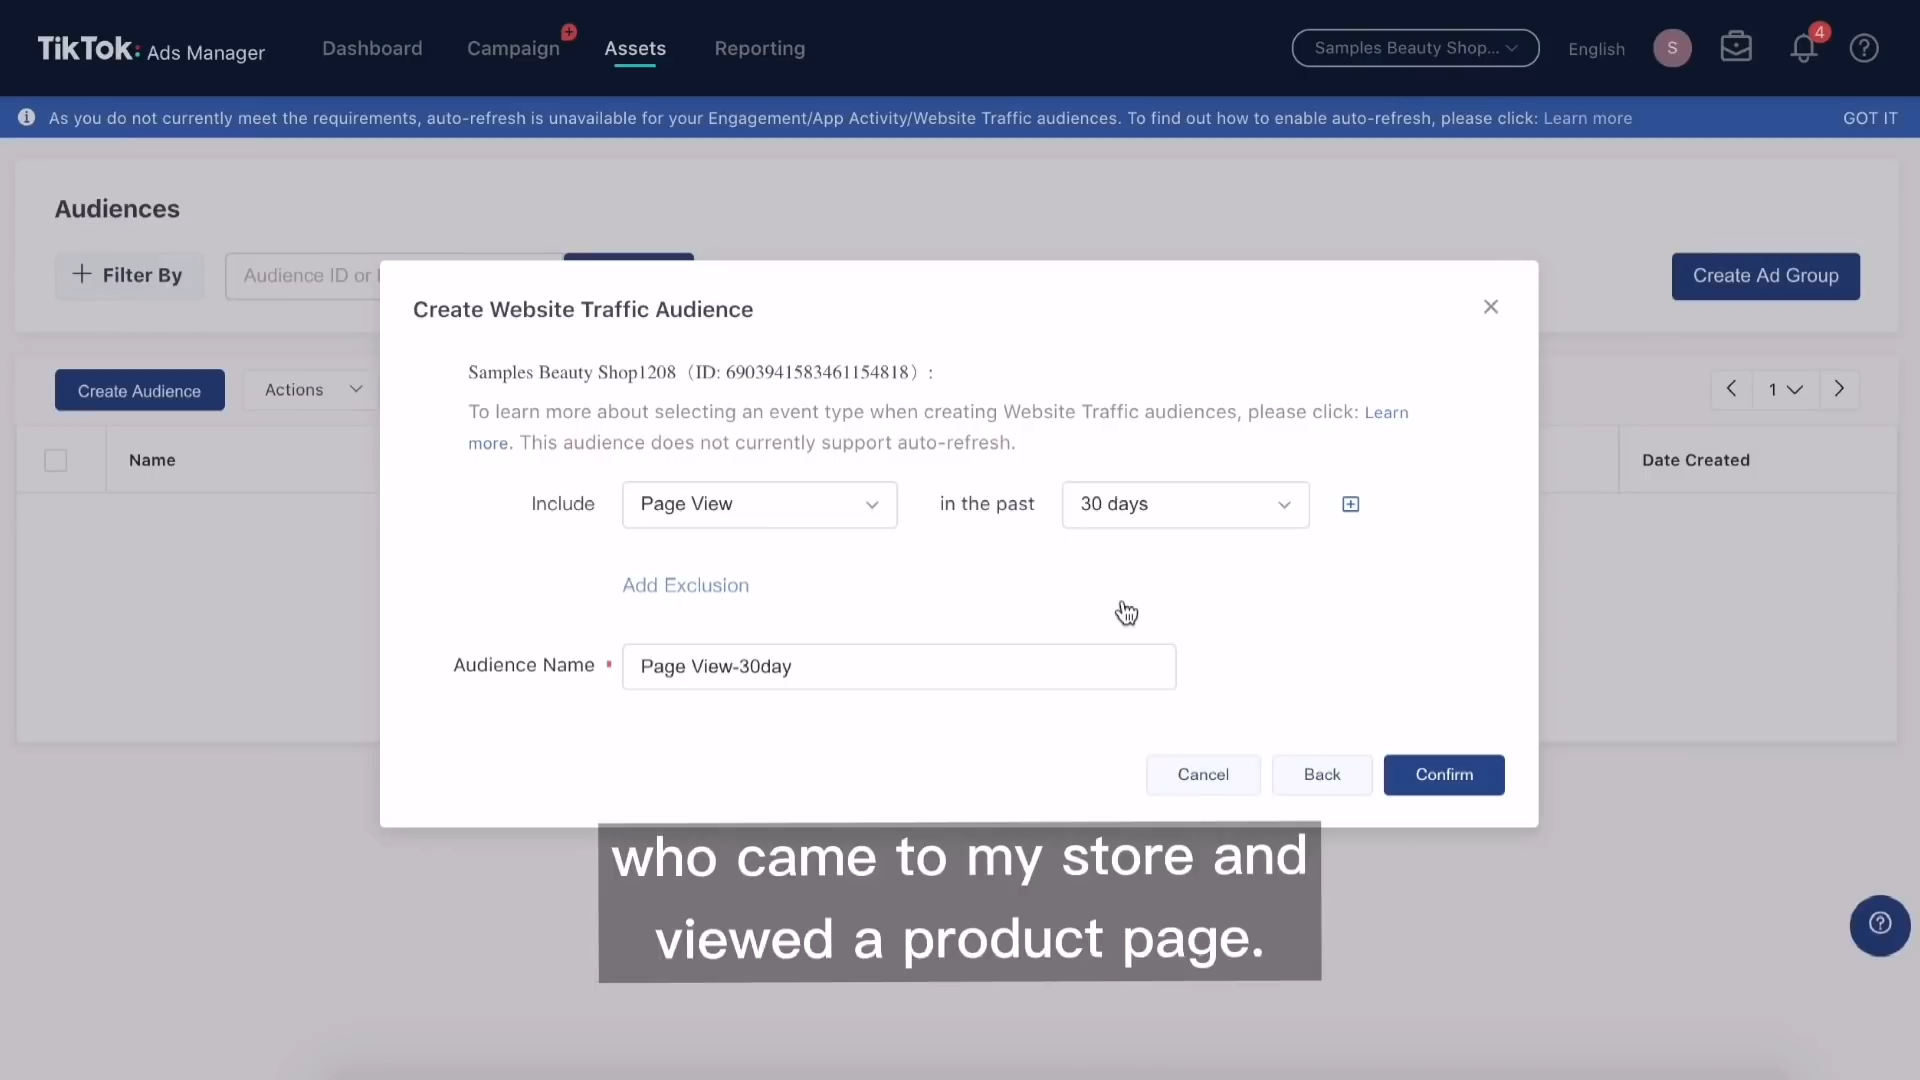 TikTok: Ads Manager
Dashboard
Campaign
Assets
Reporting
Samples Beauty Shop...
English
S
4
As you do not currently meet the requirements, auto-refresh is unavailable for your Engagement/App Activity/Website Traffic audiences. To find out how to enable auto-refresh, please click: Learn more
GOT IT
Audiences
+ Filter By
Audience ID or
Create Ad Group
Create Audience
Actions
1
Name
Date Created
Create Website Traffic Audience
Samples Beauty Shop1208（ID: 6903941583461154818）:
To learn more about selecting an event type when creating Website Traffic audiences, please click: Learn
more. This audience does not currently support auto-refresh.
Include
Page View
in the past
30 days
Add Exclusion
Audience Name
Page View-30day
Cancel
Back
Confirm
who came to my store and
viewed a product page.